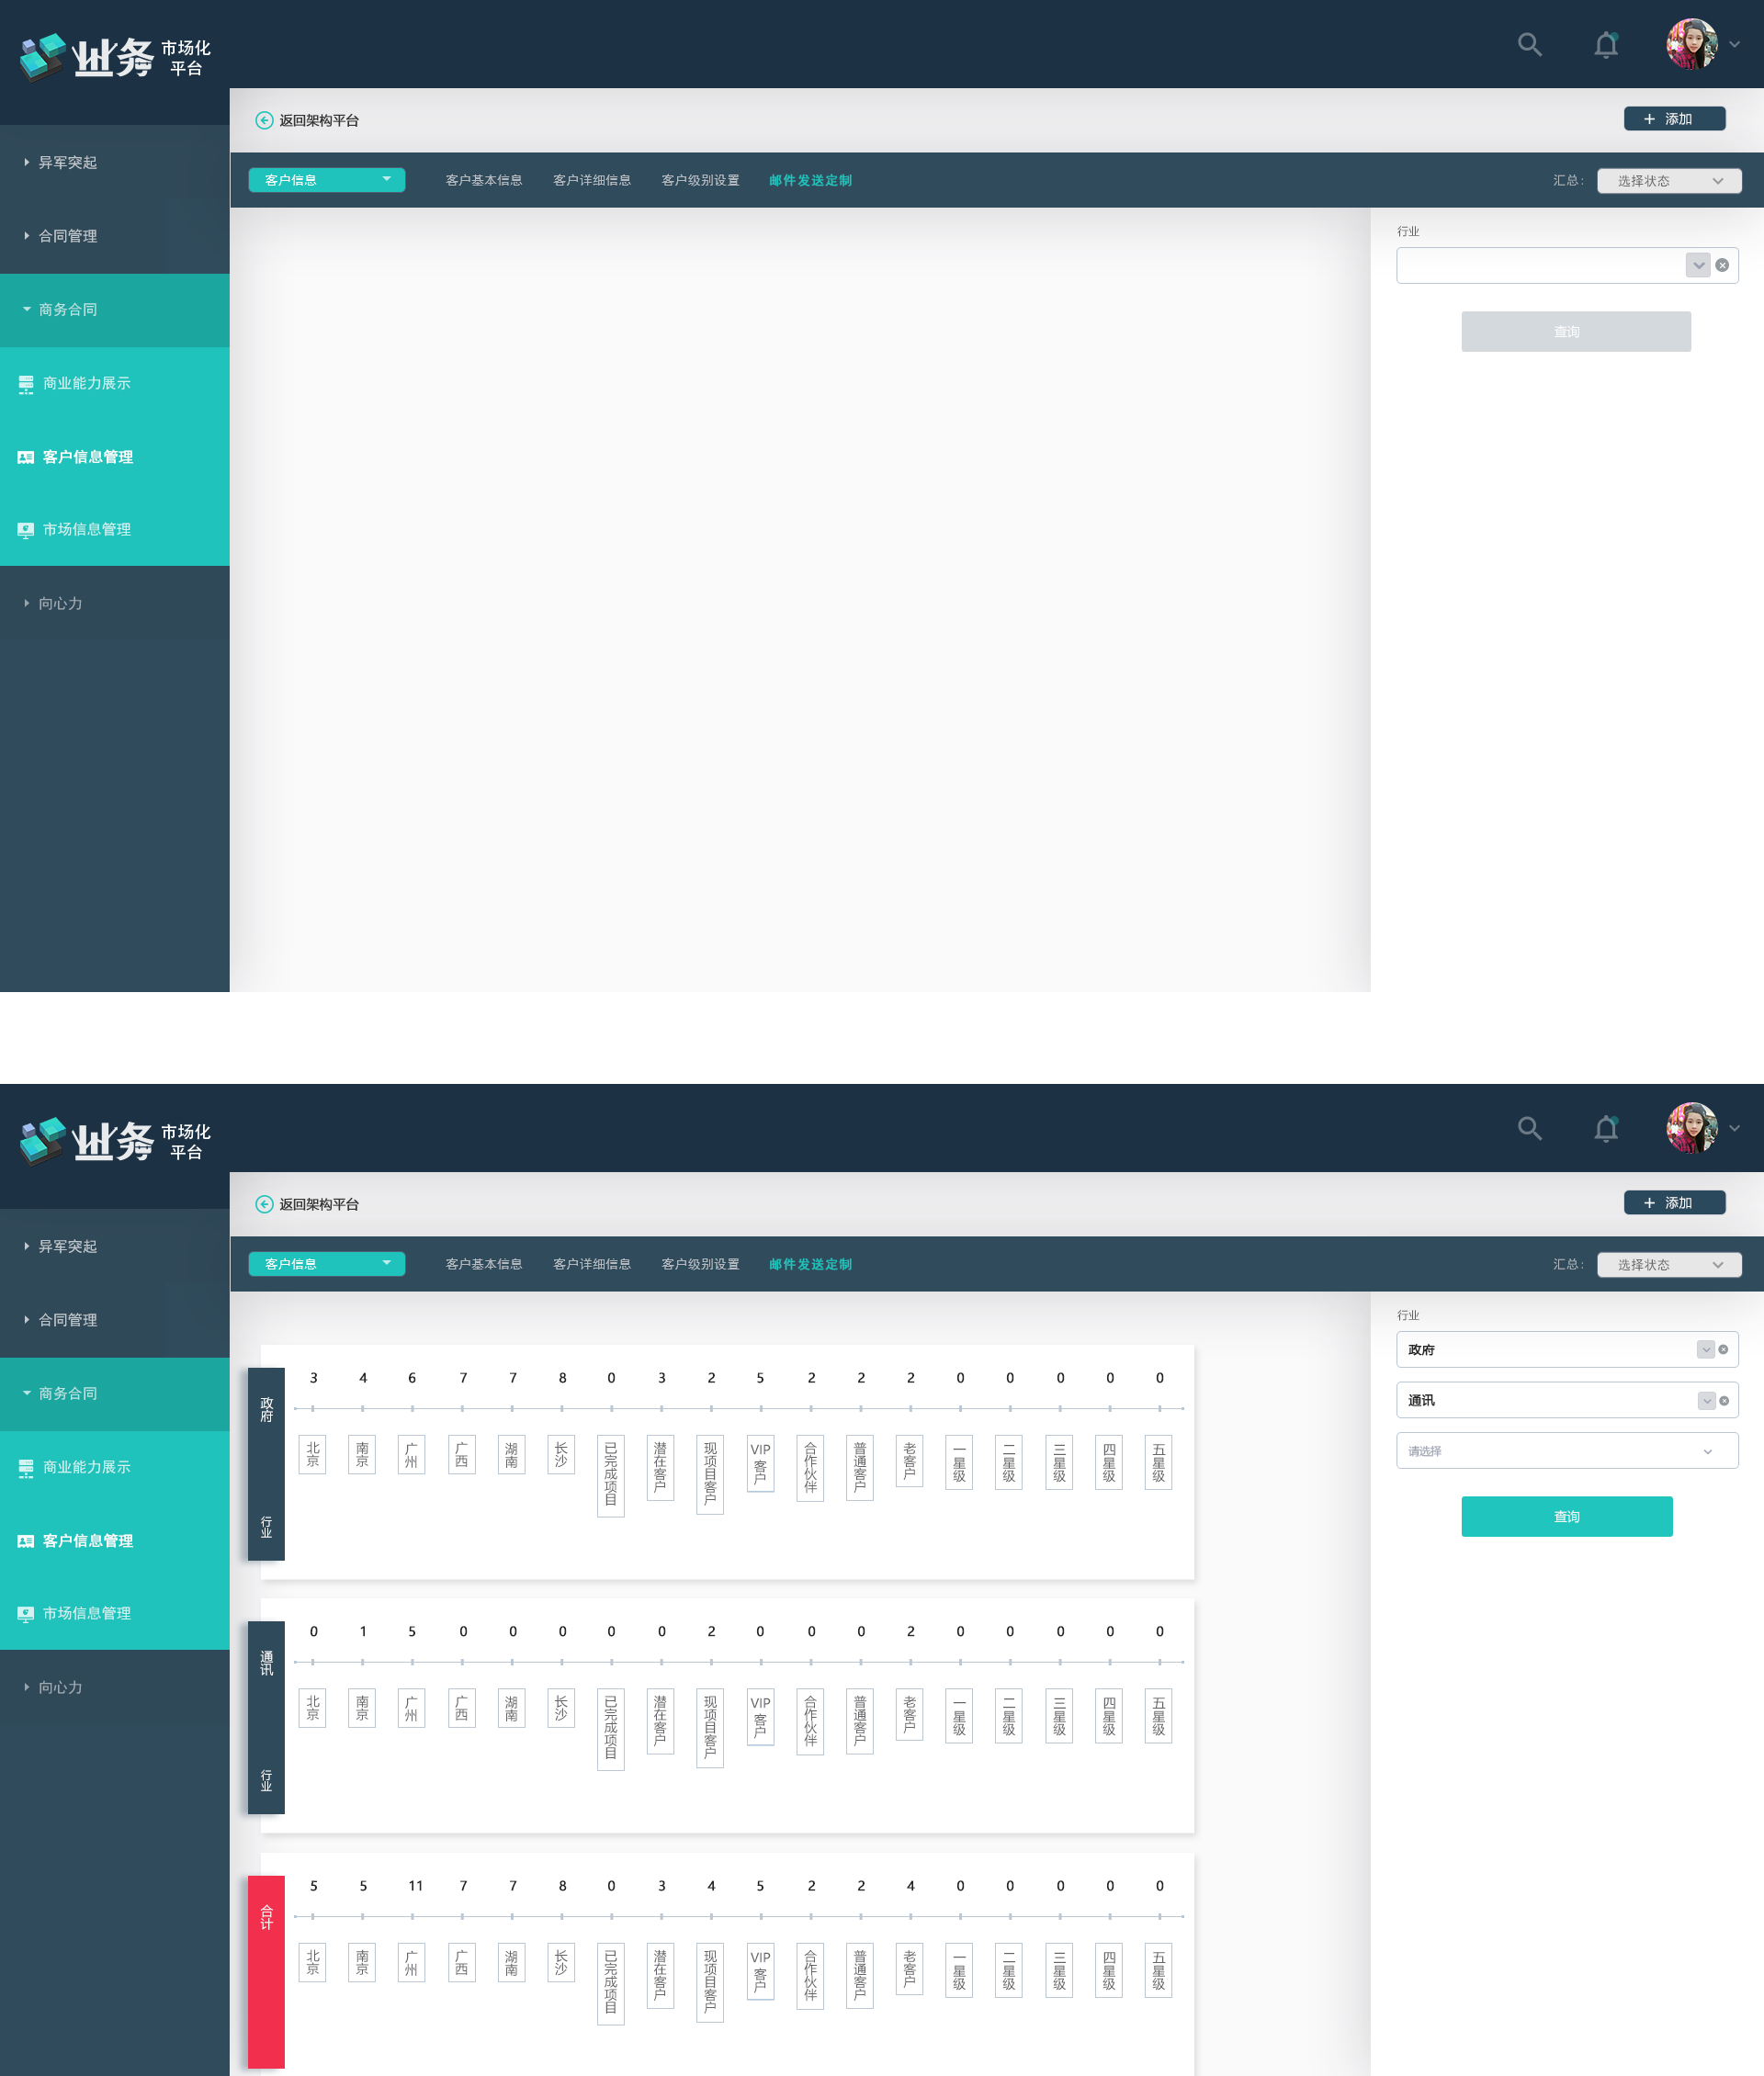 业务 市场化
平台
返回架构平台
+ 添加
客户信息 客户基本信息 客户详细信息 客户级别设置 邮件发送定制 汇总： 选择状态
异军突起
合同管理
商务合同
商业能力展示
客户信息管理
市场信息管理
向心力
行业
查询
业务 市场化
平台
返回架构平台
+ 添加
客户信息 客户基本信息 客户详细信息 客户级别设置 邮件发送定制 汇总： 选择状态
异军突起
合同管理
商务合同
商业能力展示
客户信息管理
市场信息管理
向心力
政府 行业
3 4 6 7 7 8 0 3 2 5 2 2 2 0 0 0 0 0
北京 南京 广州 广西 湖南 长沙 已完成项目 潜在客户 现项目客户 VIP客户 合作伙伴 普通客户 老客户 一星级 二星级 三星级 四星级 五星级
通讯 行业
0 1 5 0 0 0 0 0 2 0 0 0 2 0 0 0 0 0
北京 南京 广州 广西 湖南 长沙 已完成项目 潜在客户 现项目客户 VIP客户 合作伙伴 普通客户 老客户 一星级 二星级 三星级 四星级 五星级
合计
5 5 11 7 7 8 0 3 4 5 2 2 4 0 0 0 0 0
北京 南京 广州 广西 湖南 长沙 已完成项目 潜在客户 现项目客户 VIP客户 合作伙伴 普通客户 老客户 一星级 二星级 三星级 四星级 五星级
行业
政府
通讯
请选择
查询